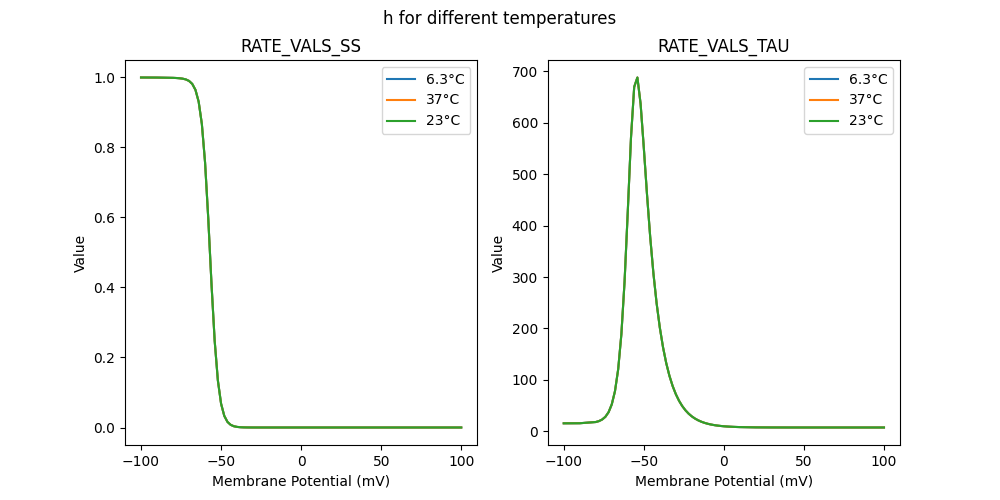 h for different temperatures
RATE_VALS_SS
1.0
0.8
0.6
0.4
0.2
0.0
Value
−100
−50
0
50
100
Membrane Potential (mV)
6.3°C
37°C
23°C
RATE_VALS_TAU
700
600
500
400
300
200
100
0
Value
−100
−50
0
50
100
Membrane Potential (mV)
6.3°C
37°C
23°C